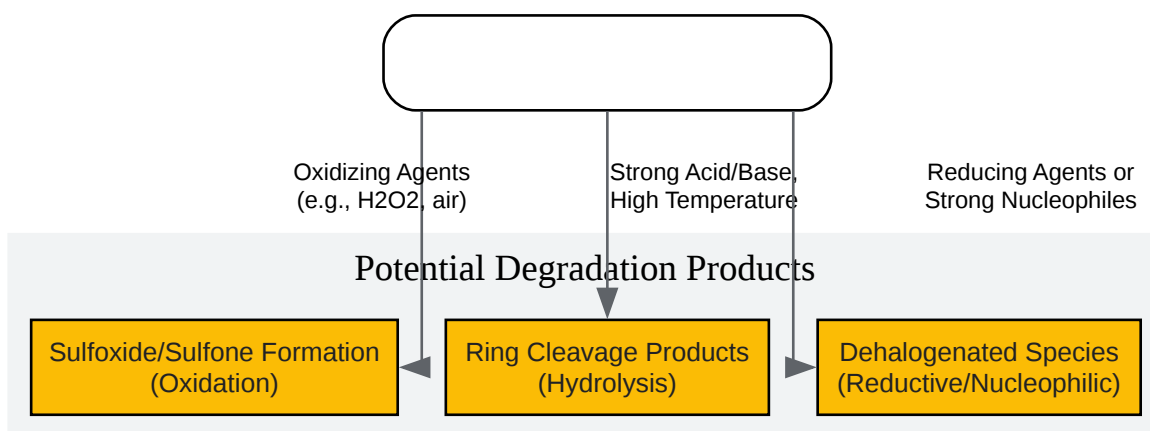 Oxidizing Agents
(e.g., H2O2, air)
Strong Acid/Base,
High Temperature
Reducing Agents or
Strong Nucleophiles
Potential Degradation Products
Sulfoxide/Sulfone Formation
(Oxidation)
Ring Cleavage Products
(Hydrolysis)
Dehalogenated Species
(Reductive/Nucleophilic)